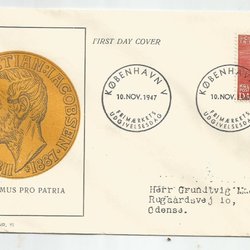 FIRST DAY COVER
KØBENHAVN V
10. NOV. 1947
FRIMÆRKETS
UDGIVELSESDAG
KØBENHAVN V
10. NOV. 1947
FRIMÆRKETS
UDGIVELSESDAG
JACOBSEN
1887
MUS PRO PATRIA
Herr Grundtvig
Rugaardsvej 10,
Odense.